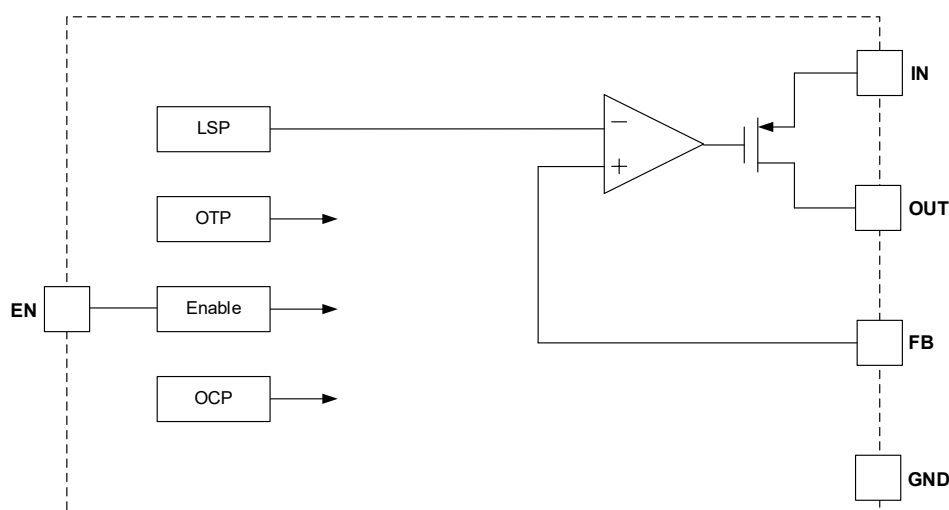 IN
LSP
−
+
OUT
OTP
EN
Enable
FB
OCP
GND